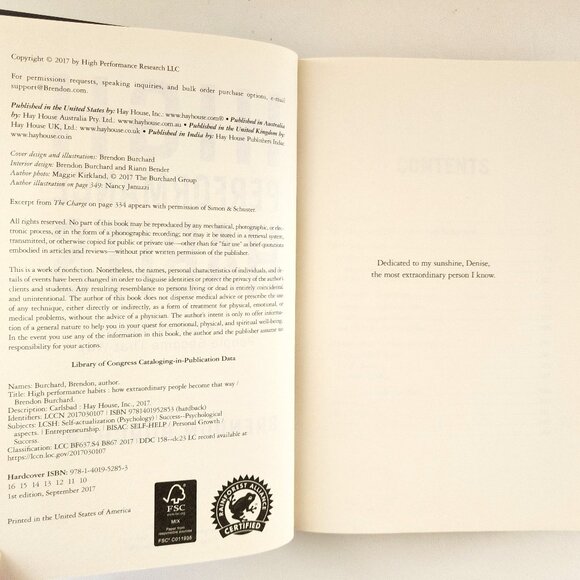 Copyright © 2017 by High Performance Research LLC
For permissions requests, speaking inquiries, and bulk order purchase options, e-mail
support@Brendon.com.
Published in the United States by: Hay House, Inc.: www.hayhouse.com® • Published in Australia
by: Hay House Australia Pty. Ltd.: www.hayhouse.com.au • Published in the United Kingdom by:
Hay House UK, Ltd.: www.hayhouse.co.uk • Published in India by: Hay House Publishers India:
www.hayhouse.co.in
Cover design and illustrations: Brendon Burchard
Interior design: Brendon Burchard and Riann Bender
Author photo: Maggie Kirkland, © 2017 The Burchard Group
Author illustration on page 349: Nancy Januzzi
Excerpt from The Charge on page 334 appears with permission of Simon & Schuster.
All rights reserved. No part of this book may be reproduced by any mechanical, photographic, or elec-
tronic process, or in the form of a phonographic recording; nor may it be stored in a retrieval system,
transmitted, or otherwise copied for public or private use—other than for "fair use" as brief quotations
embodied in articles and reviews—without prior written permission of the publisher.
This is a work of nonfiction. Nonetheless, the names, personal characteristics of individuals, and de-
tails of events have been changed in order to disguise identities or protect the privacy of the author's
clients and students. Any resulting resemblance to persons living or dead is entirely coincidental
and unintentional. The author of this book does not dispense medical advice or prescribe the use
of any technique, either directly or indirectly, as a form of treatment for physical, emotional, or
medical problems, without the advice of a physician. The author's intent is only to offer informa-
tion of a general nature to help you in your quest for emotional, physical, and spiritual well-being.
In the event you use any of the information in this book, the author and the publisher assume no
responsibility for your actions.
Library of Congress Cataloging-in-Publication Data
Names: Burchard, Brendon, author.
Title: High performance habits : how extraordinary people become that way /
Brendon Burchard.
Description: Carlsbad : Hay House, Inc., 2017.
Identifiers: LCCN 2017030107 | ISBN 9781401952853 (hardback)
Subjects: LCSH: Self-actualization (Psychology) | Success--Psychological
aspects. | Entrepreneurship. | BISAC: SELF-HELP / Personal Growth /
Success.
Classification: LCC BF637.S4 B867 2017 | DDC 158--dc23 LC record available at
https://lccn.loc.gov/2017030107
Hardcover ISBN: 978-1-4019-5285-3
16 15 14 13 12 11 10
1st edition, September 2017
Printed in the United States of America
FSC
www.fsc.org
MIX
Paper from
responsible sources
FSC® C011935
RAINFOREST ALLIANCE
CERTIFIED
Dedicated to my sunshine, Denise,
the most extraordinary person I know.